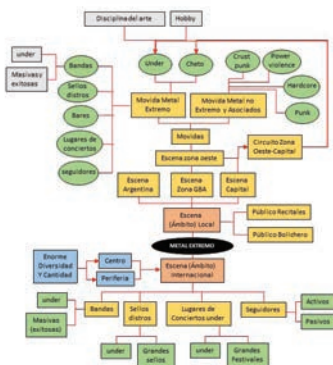 Disciplina del arte
Hobby
under
Masivas y
exitosos
Bandas
Sellos
distros
Bares
Lugares de
conciertos
seguidores
Under
Cheto
Crust
punk
Power
violence
Hardcore
Punk
Movida Metal
Extremo
Movida Metal no
Extremo y Asociados
Movidas
Escena zona oeste
Circuito Zona
Oeste-Capital
Escena
Argentina
Escena
Zona GBA
Escena
Capital
Escena
(Ámbito) Local
Público Recitales
Público Bolichero
METAL EXTREMO
Enorme
Diversidad
Y Cantidad
Centro
Periferia
Escena (Ámbito)
Internacional
under
Masivas
(exitosas)
Bandas
Sellos
distros
Lugares de
Conciertos under
Seguidores
Activos
Pasivos
under
Grandes
sellos
under
Grandes
Festivales